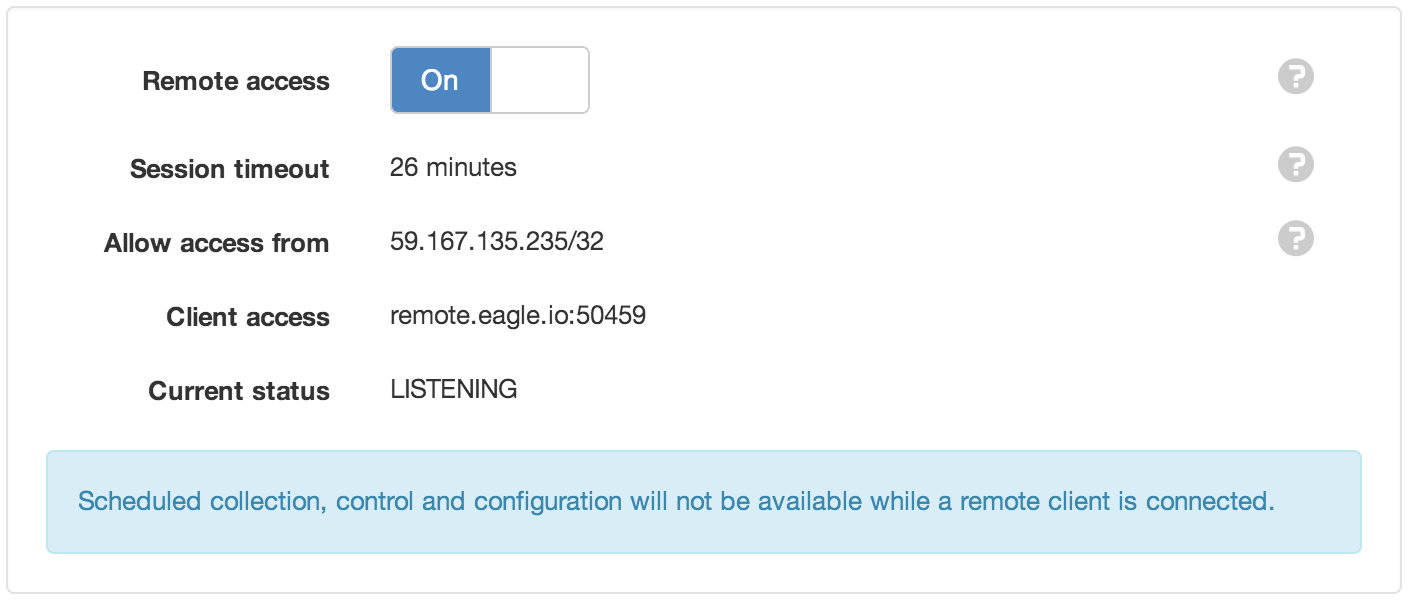 Remote access On ?
Session timeout 26 minutes ?
Allow access from 59.167.135.235/32 ?
Client access remote.eagle.io:50459
Current status LISTENING
Scheduled collection, control and configuration will not be available while a remote client is connected.